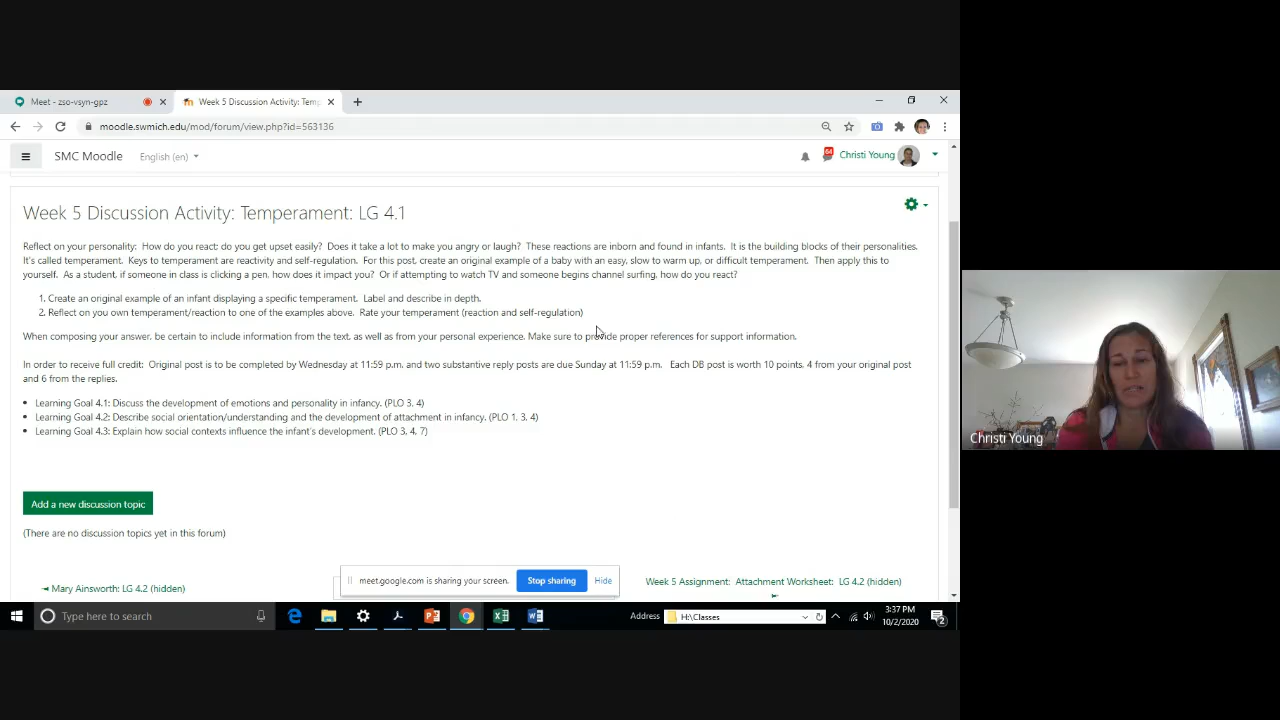 Meet - zso-vsyn-gpz
Week 5 Discussion Activity: Temp
moodle.swmich.edu/mod/forum/view.php?id=563136
SMC Moodle
English (en)
64
Christi Young
Week 5 Discussion Activity: Temperament: LG 4.1
Reflect on your personality: How do you react; do you get upset easily? Does it take a lot to make you angry or laugh? These reactions are inborn and found in infants. It is the building blocks of their personalities.
It's called temperament. Keys to temperament are reactivity and self-regulation. For this post, create an original example of a baby with an easy, slow to warm up, or difficult temperament. Then apply this to
yourself. As a student, if someone in class is clicking a pen, how does it impact you? Or if attempting to watch TV and someone begins channel surfing, how do you react?
1. Create an original example of an infant displaying a specific temperament. Label and describe in depth.
2. Reflect on you own temperament/reaction to one of the examples above. Rate your temperament (reaction and self-regulation)
When composing your answer, be certain to include information from the text, as well as from your personal experience. Make sure to provide proper references for support information.
In order to receive full credit: Original post is to be completed by Wednesday at 11:59 p.m. and two substantive reply posts are due Sunday at 11:59 p.m. Each DB post is worth 10 points. 4 from your original post
and 6 from the replies.
Learning Goal 4.1: Discuss the development of emotions and personality in infancy. (PLO 3, 4)
Learning Goal 4.2: Describe social orientation/understanding and the development of attachment in infancy. (PLO 1, 3, 4)
Learning Goal 4.3: Explain how social contexts influence the infant's development. (PLO 3, 4, 7)
Add a new discussion topic
(There are no discussion topics yet in this forum)
◄ Mary Ainsworth: LG 4.2 (hidden)
meet.google.com is sharing your screen.
Stop sharing
Hide
Week 5 Assignment: Attachment Worksheet: LG 4.2 (hidden)
►
Type here to search
Address
H:\Classes
3:37 PM
10/2/2020
2
Christi Young